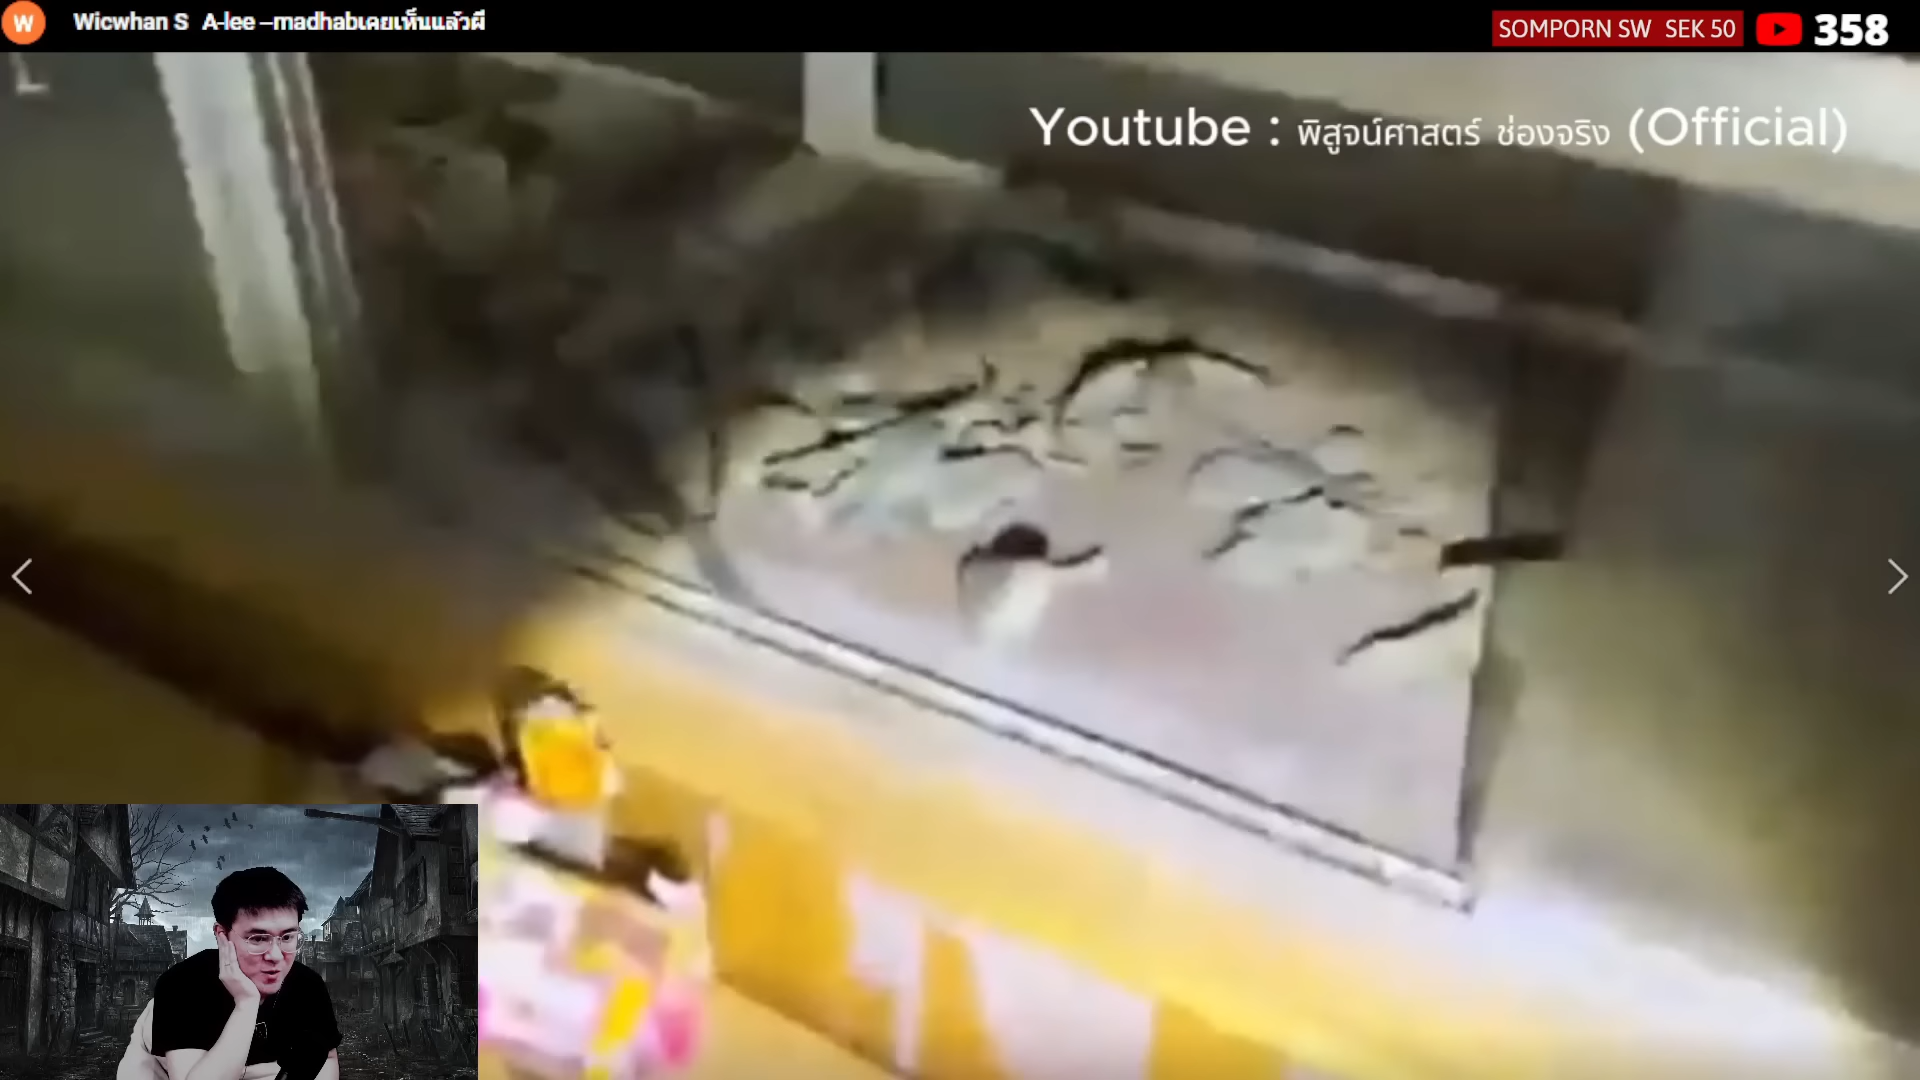 W
Wicwhan S A-lee –madhabเคยเห็นแล้วผี
SOMPORN SW SEK 50
358
Youtube : พิสูจน์ศาสตร์ ช่องจริง (Official)